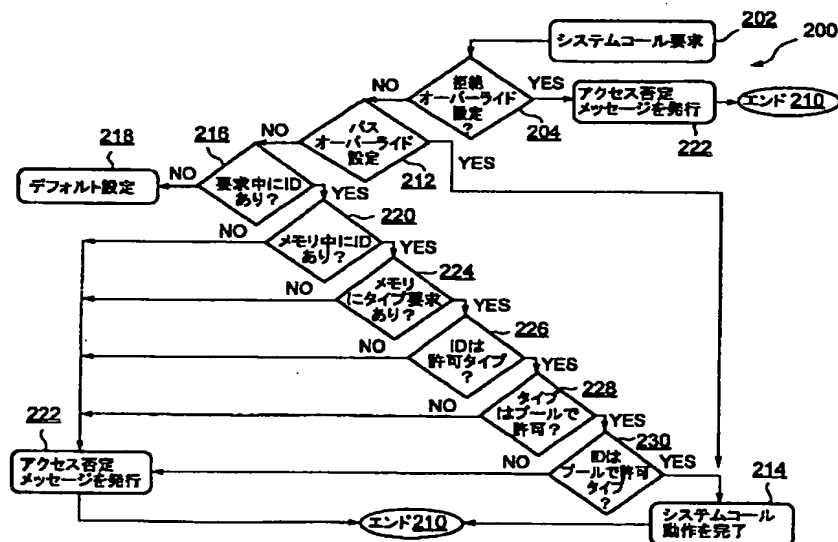 システムコール要求
202
200
拒絶
オーバーライド
設定
?
204
NO
YES
アクセス否定
メッセージを発行
222
エンド 210
パス
オーバーライド
設定
212
NO
YES
216
要求中にID
あり?
NO
YES
218
デフォルト設定
220
メモリ中にID
あり?
NO
YES
224
メモリ
にタイプ要求
あり?
NO
YES
226
IDは
許可タイプ
?
NO
YES
228
タイプ
はプールで
許可?
NO
YES
230
IDは
プールで許可
タイプ?
NO
YES
222
アクセス否定
メッセージを発行
214
システムコール
動作を完了
エンド 210